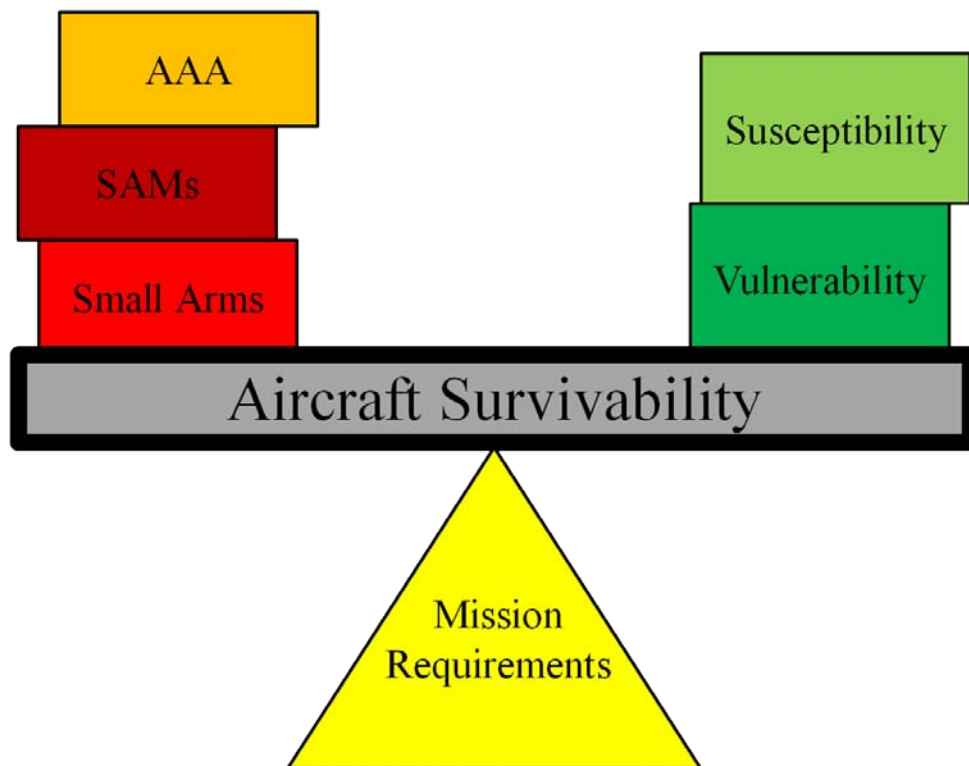 AAA
SAMs
Small Arms
Susceptibility
Vulnerability
Aircraft Survivability
Mission
Requirements